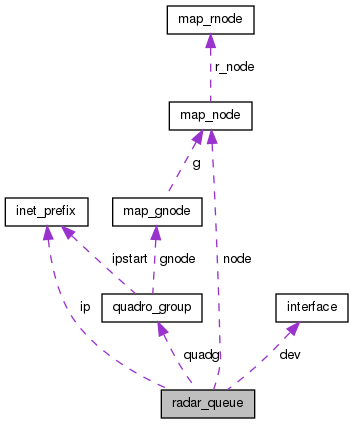 map_rnode
r_node
map_node
g
inet_prefix
map_gnode
ipstart
gnode
node
ip
quadro_group
interface
quadg
dev
radar_queue